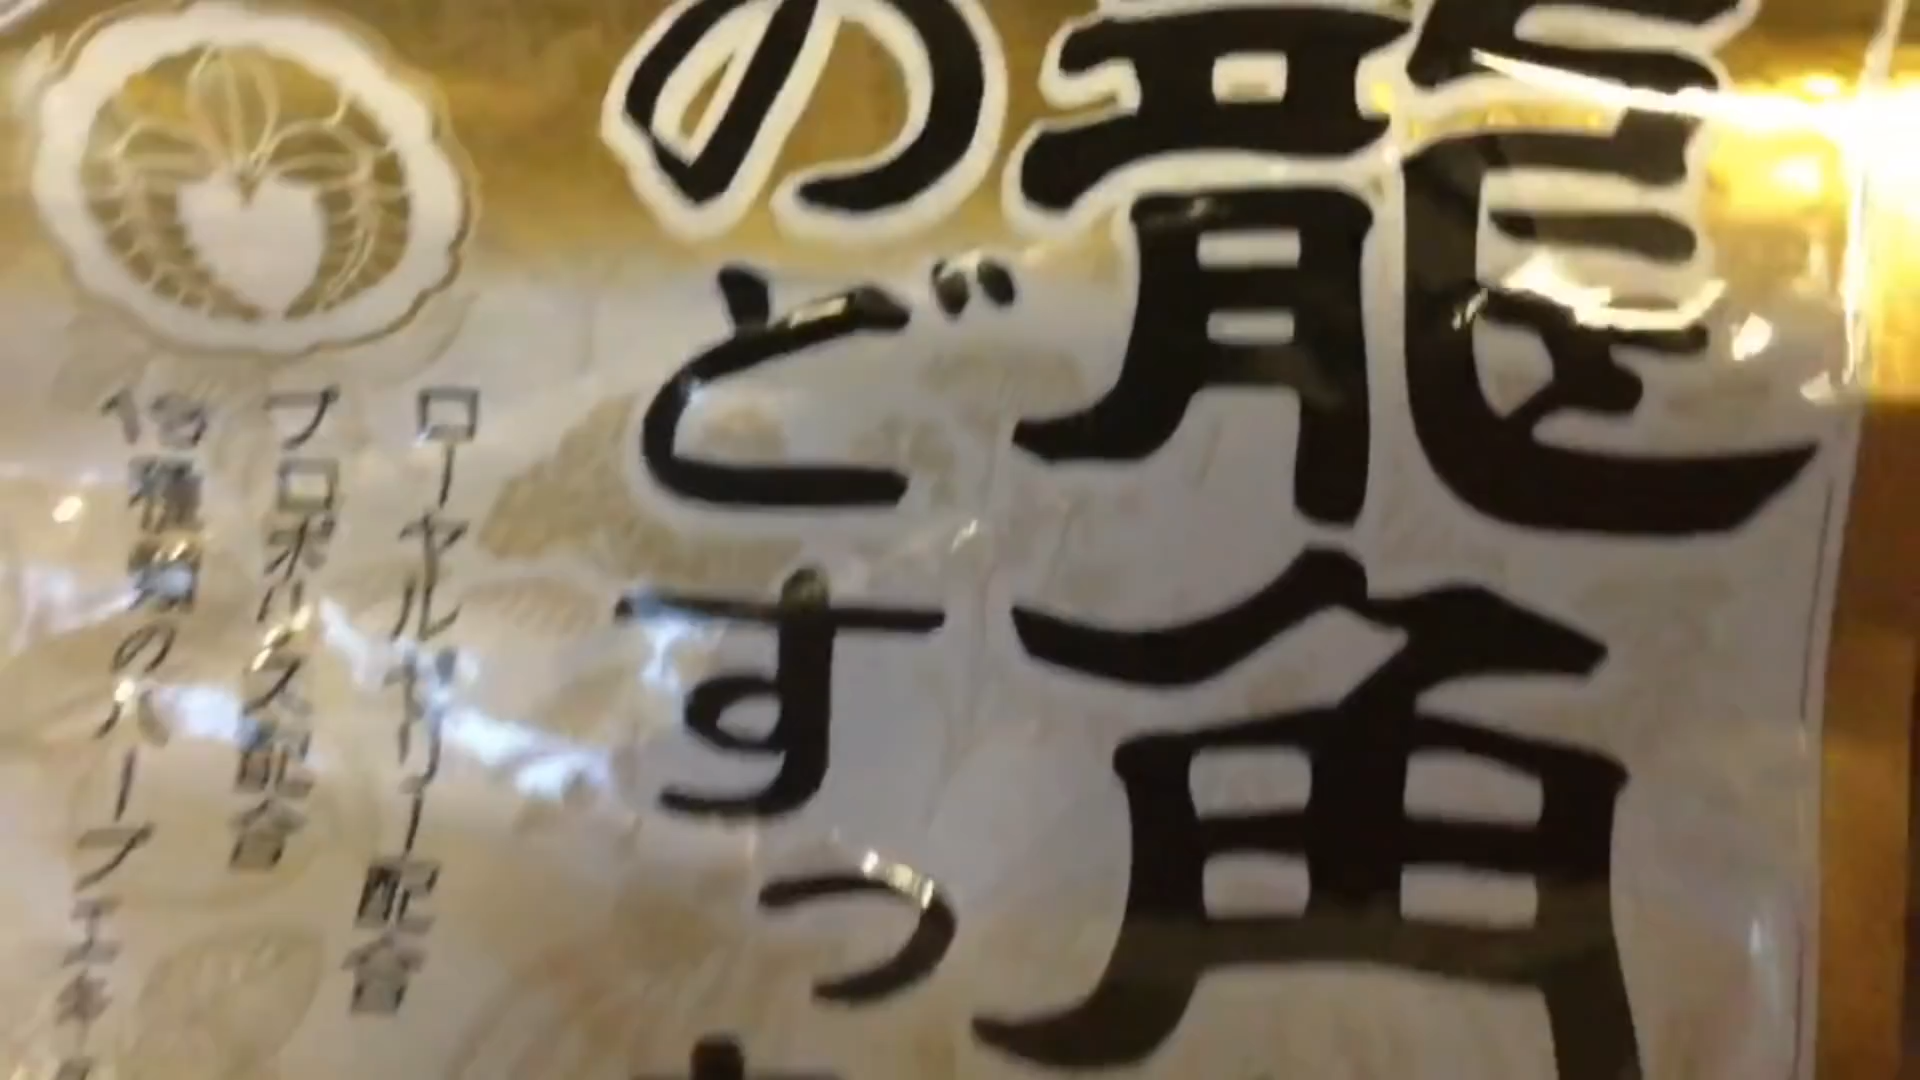 龍角
のどすっ
ローヤルゼリー配合
プロポリス配合
19種類のハーブエキ